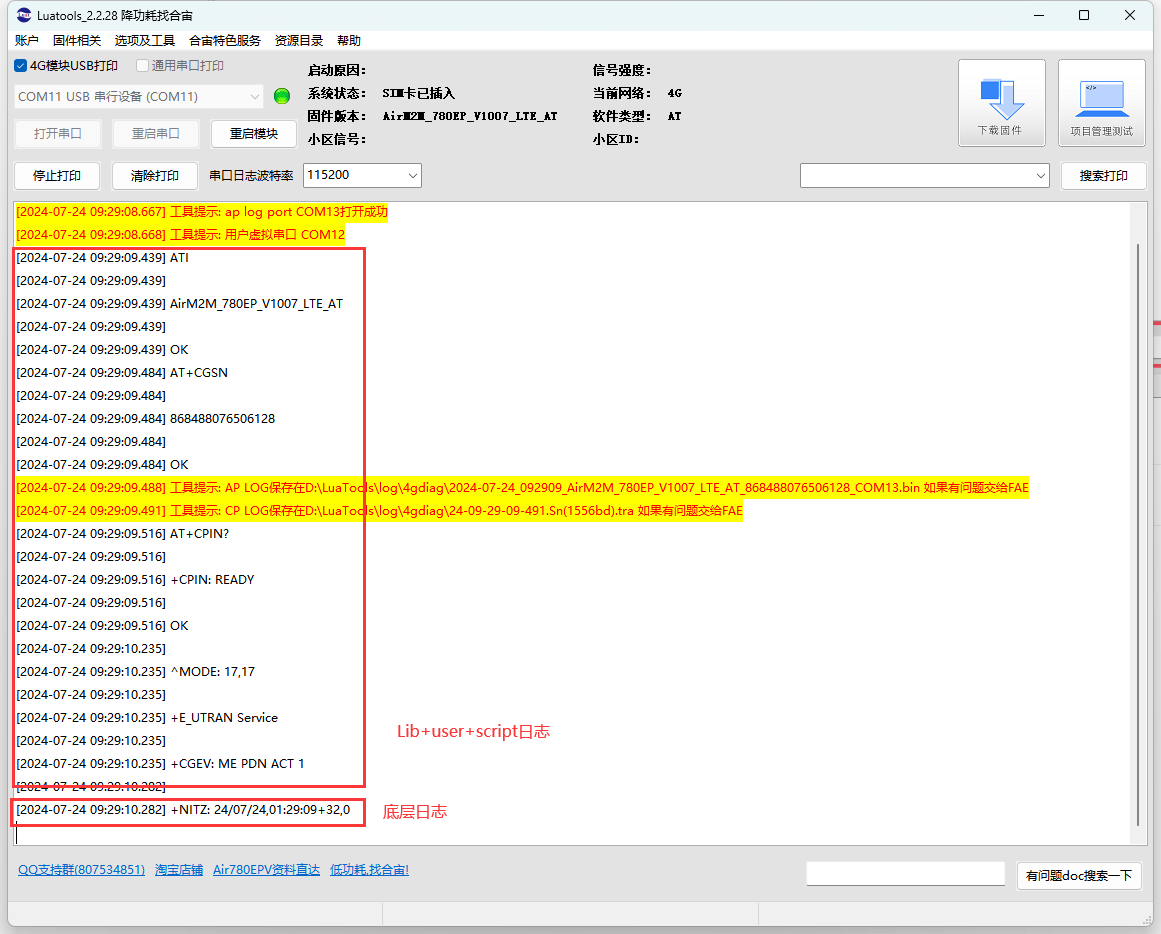 Luatools_2.2.28 降功耗找合宙
账户 固件相关 选项及工具 合宙特色服务 资源目录 帮助
4G模块USB打印 通用串口打印
COM11 USB 串行设备 (COM11)
打开串口 重启串口 重启模块
启动原因:
系统状态: SIM卡已插入
固件版本: AirM2M_780EP_V1007_LTE_AT
小区信号:
信号强度:
当前网络: 4G
软件类型: AT
小区ID:
下载固件
项目管理测试
停止打印 清除打印 串口日志波特率 115200 搜索打印
[2024-07-24 09:29:08.667] 工具提示: ap log port COM13打开成功
[2024-07-24 09:29:08.668] 工具提示: 用户虚拟串口 COM12
[2024-07-24 09:29:09.439] ATI
[2024-07-24 09:29:09.439]
[2024-07-24 09:29:09.439] AirM2M_780EP_V1007_LTE_AT
[2024-07-24 09:29:09.439]
[2024-07-24 09:29:09.439] OK
[2024-07-24 09:29:09.484] AT+CGSN
[2024-07-24 09:29:09.484]
[2024-07-24 09:29:09.484] 868488076506128
[2024-07-24 09:29:09.484]
[2024-07-24 09:29:09.484] OK
[2024-07-24 09:29:09.488] 工具提示: AP LOG保存在D:\LuaTools\log\4gdiag\2024-07-24_092909_AirM2M_780EP_V1007_LTE_AT_868488076506128_COM13.bin 如果有问题交给FAE
[2024-07-24 09:29:09.491] 工具提示: CP LOG保存在D:\LuaTools\log\4gdiag\24-09-29-09-491.Sn(1556bd).tra 如果有问题交给FAE
[2024-07-24 09:29:09.516] AT+CPIN?
[2024-07-24 09:29:09.516]
[2024-07-24 09:29:09.516] +CPIN: READY
[2024-07-24 09:29:09.516]
[2024-07-24 09:29:09.516] OK
[2024-07-24 09:29:10.235]
[2024-07-24 09:29:10.235] ^MODE: 17,17
[2024-07-24 09:29:10.235]
[2024-07-24 09:29:10.235] +E_UTRAN Service
[2024-07-24 09:29:10.235]
Lib+user+script日志
[2024-07-24 09:29:10.235] +CGEV: ME PDN ACT 1
[2024-07-24 09:29:10.282]
[2024-07-24 09:29:10.282] +NITZ: 24/07/24,01:29:09+32,0
底层日志
QQ支持群(807534851) 淘宝店铺 Air780EPV资料直达 低功耗,找合宙!
有问题doc搜索一下